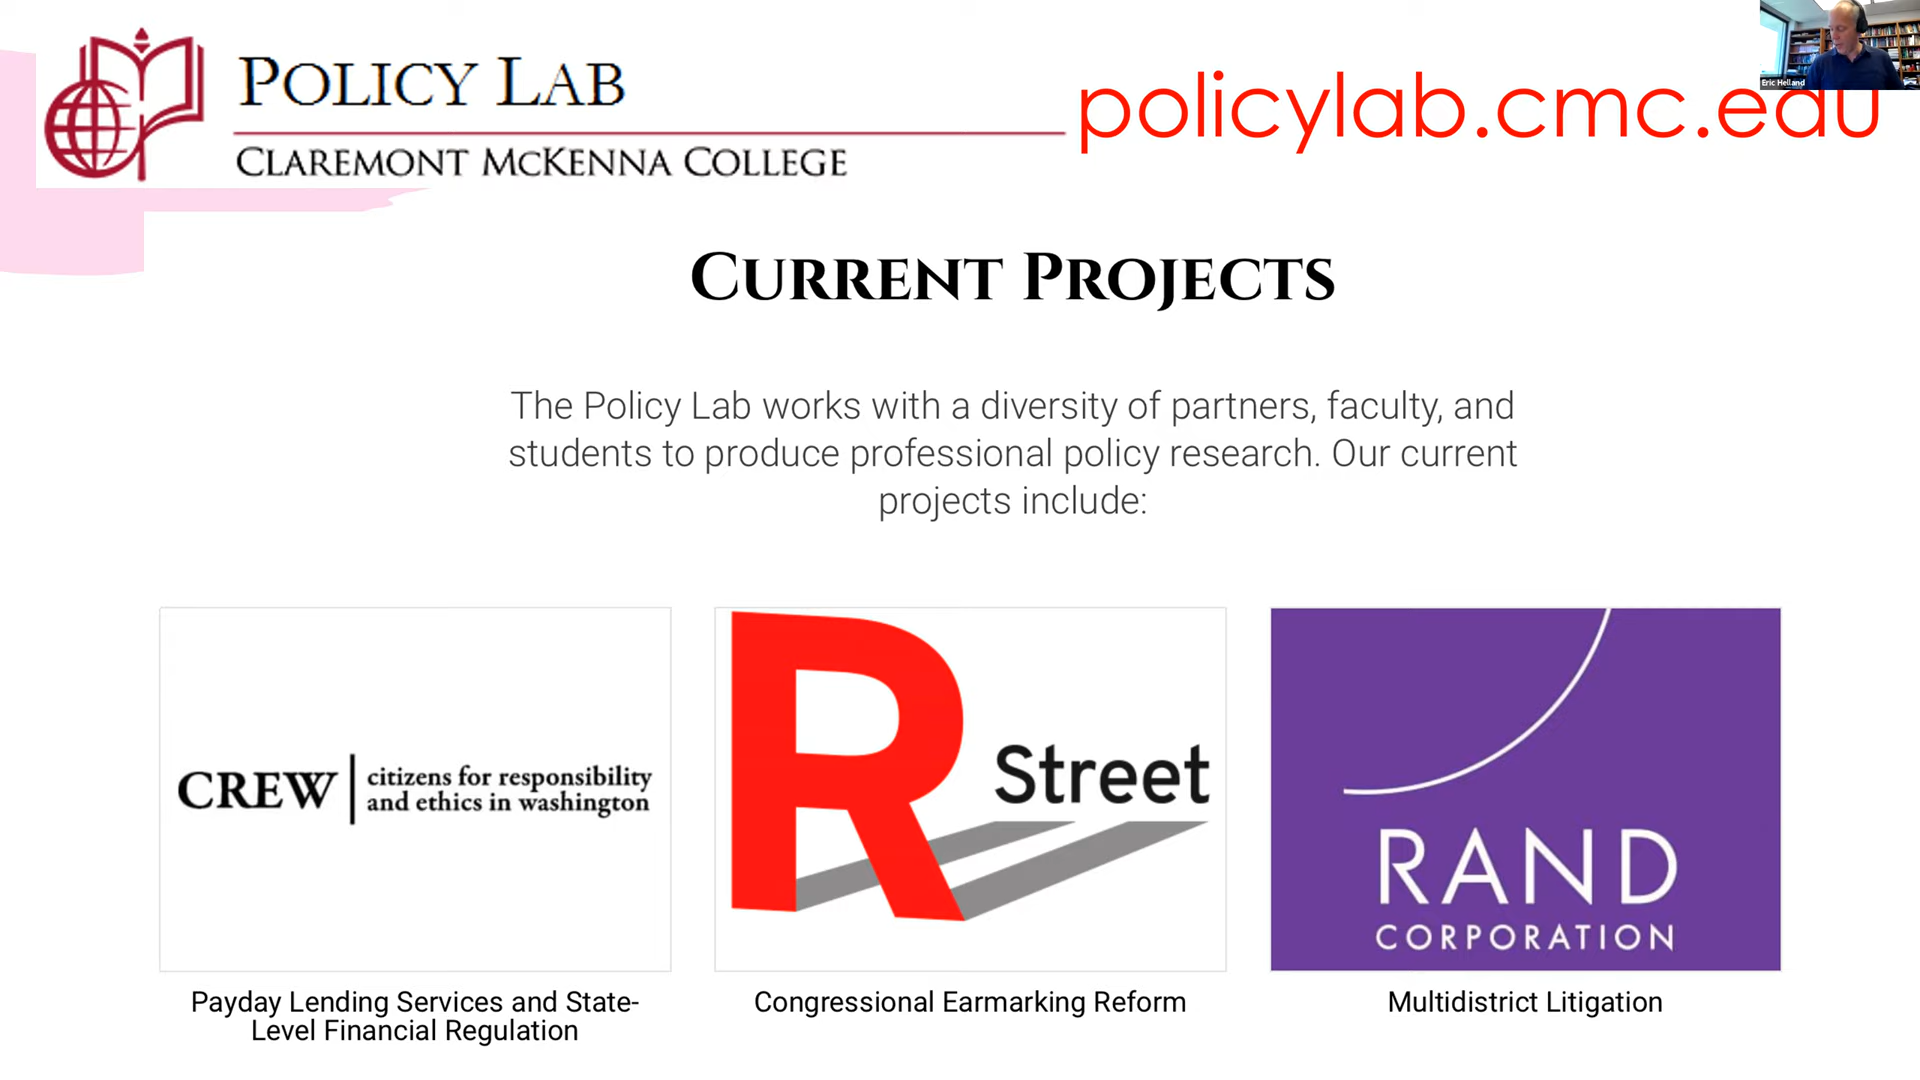 POLICY LAB
CLAREMONT MCKENNA COLLEGE
policylab.cmc.edu
Eric Helland
CURRENT PROJECTS
The Policy Lab works with a diversity of partners, faculty, and
students to produce professional policy research. Our current
projects include:
CREW
citizens for responsibility
and ethics in washington
R Street
RAND
CORPORATION
Payday Lending Services and State-
Level Financial Regulation
Congressional Earmarking Reform
Multidistrict Litigation